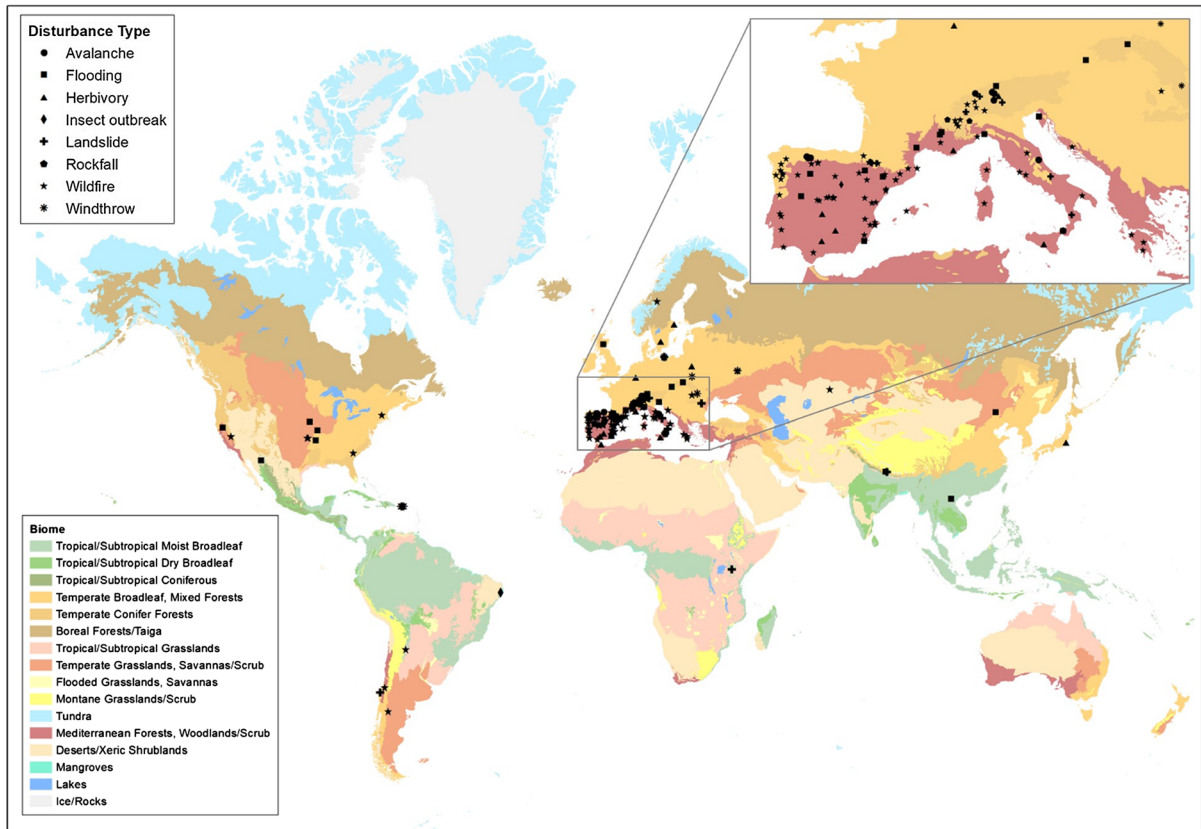 Disturbance Type
Avalanche
Flooding
Herbivory
Insect outbreak
Landslide
Rockfall
Wildfire
Windthrow
Biome
Tropical/Subtropical Moist Broadleaf
Tropical/Subtropical Dry Broadleaf
Tropical/Subtropical Coniferous
Temperate Broadleaf, Mixed Forests
Temperate Conifer Forests
Boreal Forests/Taiga
Tropical/Subtropical Grasslands
Temperate Grasslands, Savannas/Scrub
Flooded Grasslands, Savannas
Montane Grasslands/Scrub
Tundra
Mediterranean Forests, Woodlands/Scrub
Deserts/Xeric Shrublands
Mangroves
Lakes
Ice/Rocks